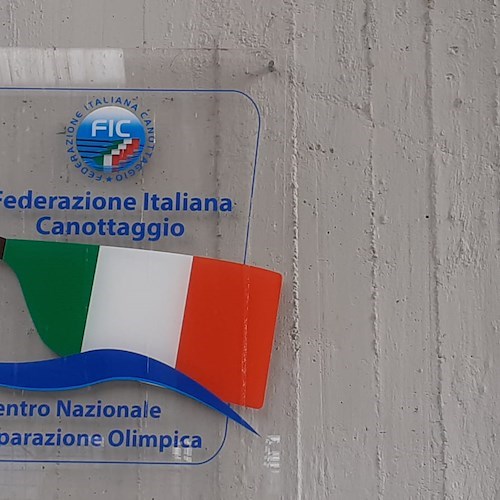 FEDERAZIONE ITALIANA CANOTTAGGIO
FIC
Federazione Italiana
Canottaggio
entro Nazionale
parazione Olimpica